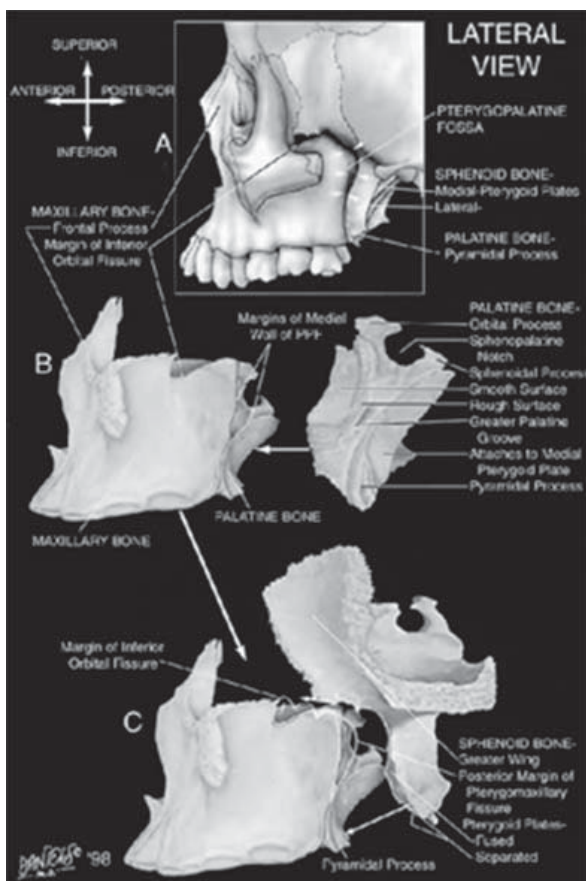 SUPERIOR
ANTERIOR
POSTERIOR
INFERIOR
LATERAL
VIEW
A
PTERYGOPALATINE
FOSSA
SPHENOID BONE-
Medial-Pterygoid Plates
Lateral-
PALATINE BONE-
Pyramidal Process
MAXILLARY BONE-
Frontal Process
Margin of Inferior
Orbital Fissure
B
Margins of Medial
Wall of PPF
PALATINE BONE-
Orbital Process
Sphenopalatine
Notch
Sphenoidal Process
Smooth Surface
Rough Surface
Greater Palatine
Groove
Attaches to Medial
Pterygoid Plate
Pyramidal Process
PALATINE BONE
MAXILLARY BONE
Margin of Inferior
Orbital Fissure
C
SPHENOID BONE-
Greater Wing
Posterior Margin of
Pterygomaxillary
Fissure
Pterygoid Plates-
Fused
Separated
Pyramidal Process
'98